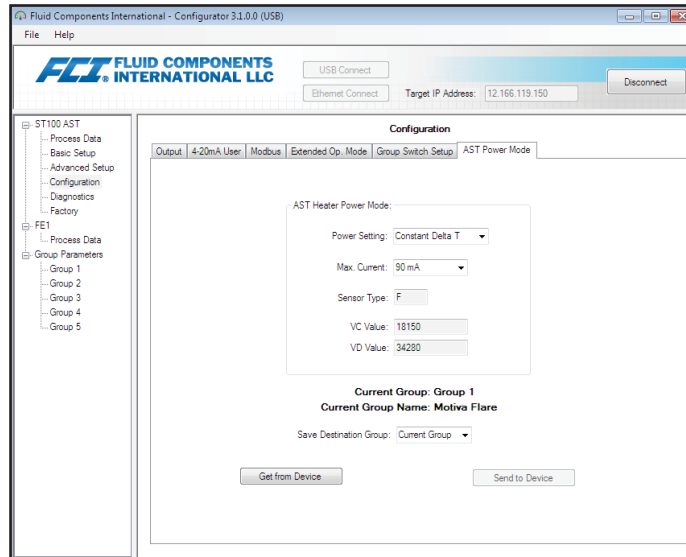 Fluid Components International - Configurator 3.1.0.0 (USB)
File Help
FCI FLUID COMPONENTS
® INTERNATIONAL LLC
USB Connect
Ethernet Connect Target IP Address: 12.166.119.150
Disconnect
ST100 AST
Process Data
Basic Setup
Advanced Setup
Configuration
Diagnostics
Factory
FE1
Process Data
Group Parameters
Group 1
Group 2
Group 3
Group 4
Group 5
Configuration
Output 4-20mA User Modbus Extended Op. Mode Group Switch Setup AST Power Mode
AST Heater Power Mode:
Power Setting: Constant Delta T
Max. Current: 90 mA
Sensor Type: F
VC Value: 18150
VD Value: 34280
Current Group: Group 1
Current Group Name: Motiva Flare
Save Destination Group: Current Group
Get from Device Send to Device